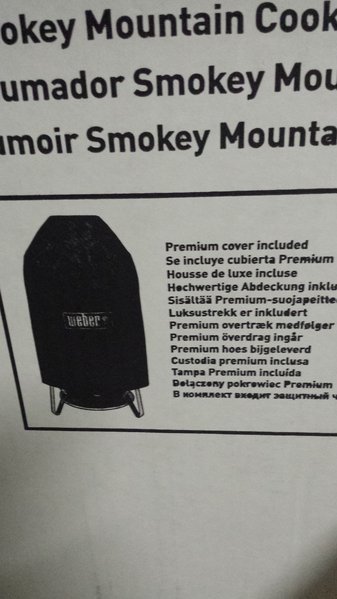 okey Mountain Cook
umador Smokey Mou
umoir Smokey Mounta
weber
Premium cover included
Se incluye cubierta Premium
Housse de luxe incluse
Hochwertige Abdeckung inklu
Sisältää Premium-suojapeitte
Luksustrekk er inkludert
Premium overtræk medfølger
Premium överdrag ingår
Premium hoes bijgeleverd
Custodia premium inclusa
Tampa Premium incluída
Dołączony pokrowiec Premium
В комплект входит защитный ч